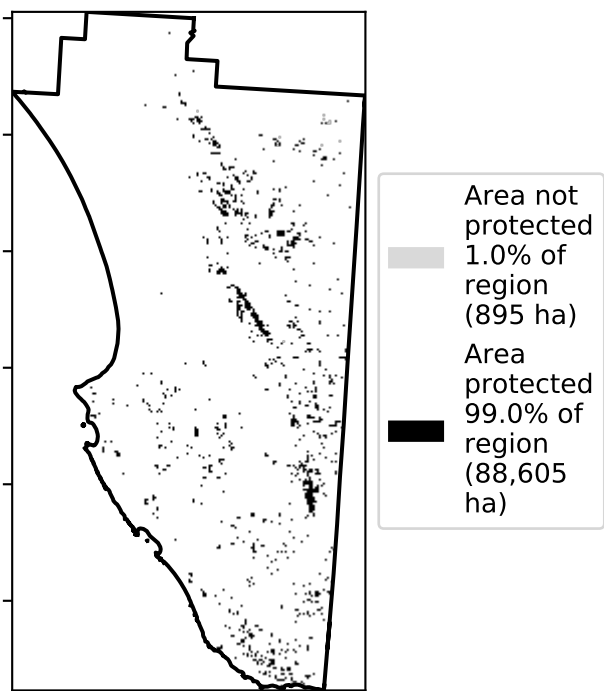 Area not
protected
1.0% of
region
(895 ha)
Area
protected
99.0% of
region
(88,605
ha)